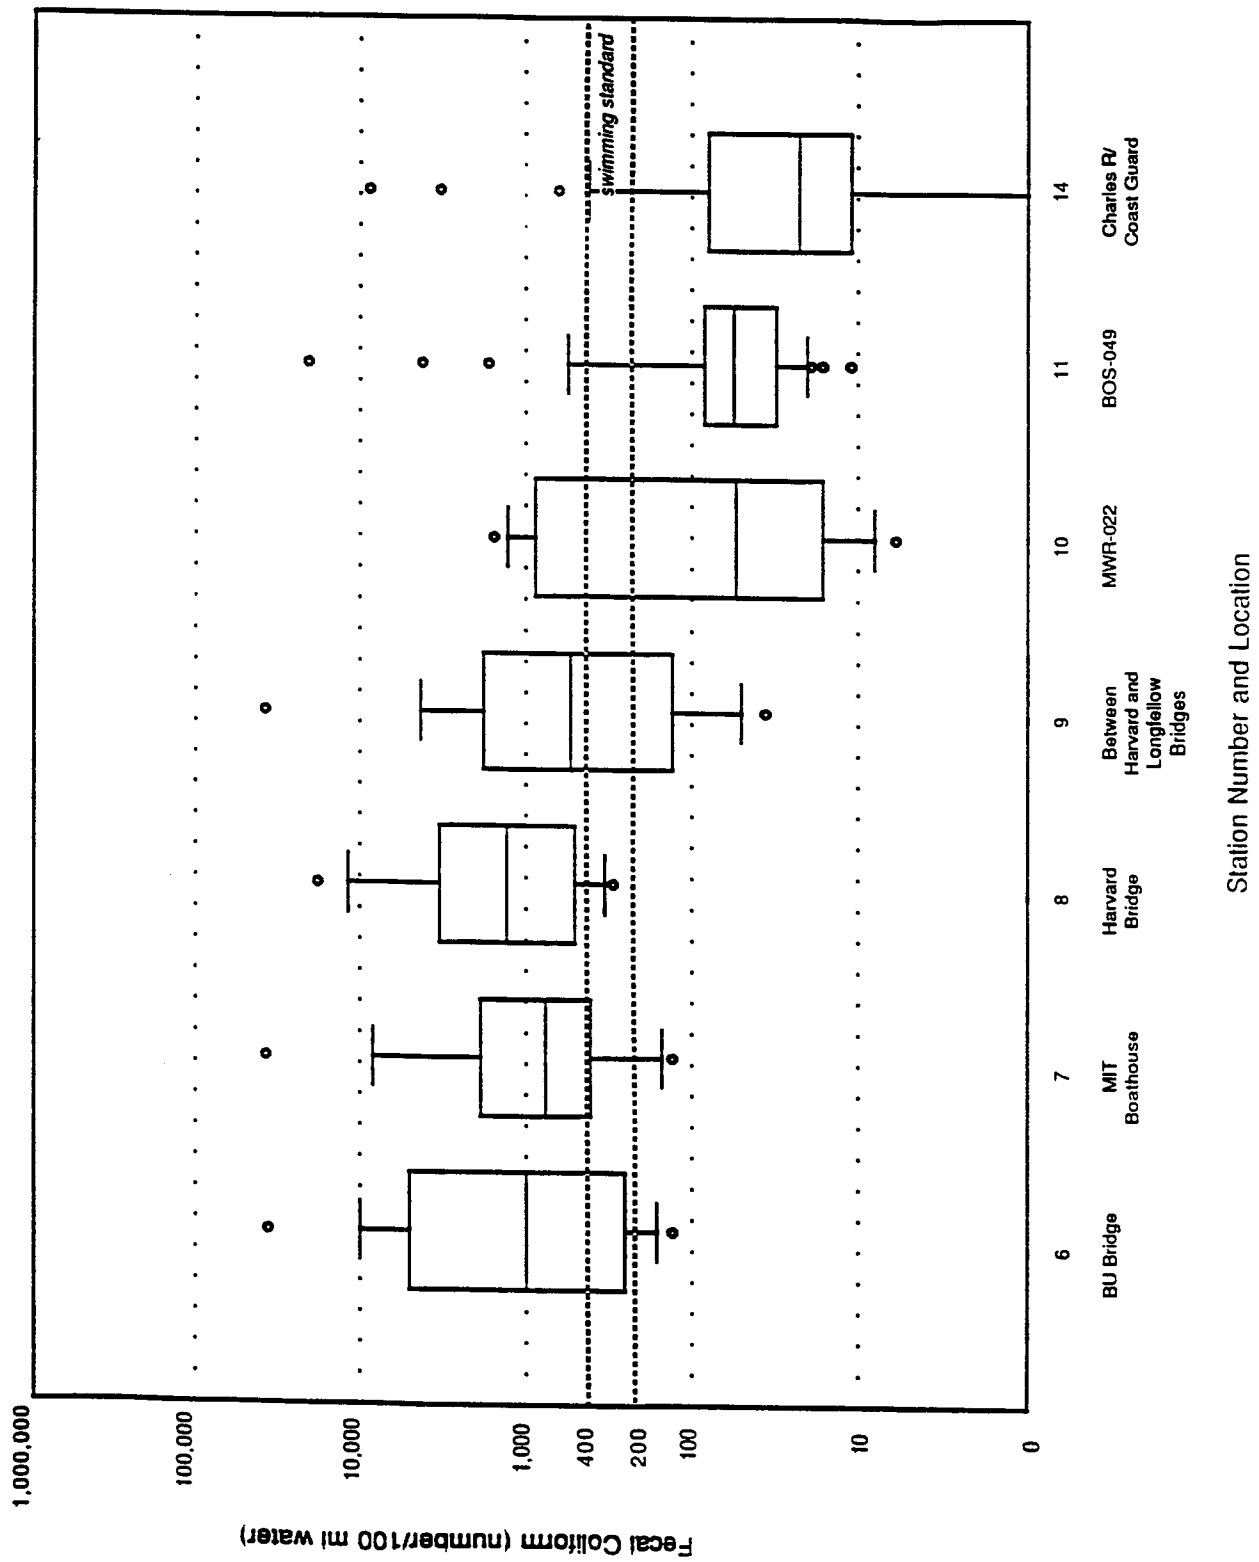 Fecal Coliform (number/100 ml water)
1,000,000
100,000
10,000
1,000
400
200
100
10
0
swimming standard
6
7
8
9
10
11
14
BU Bridge
MIT
Boathouse
Harvard
Bridge
Between
Harvard and
Longfellow
Bridges
MWR-022
BOS-049
Charles R/
Coast Guard
Station Number and Location